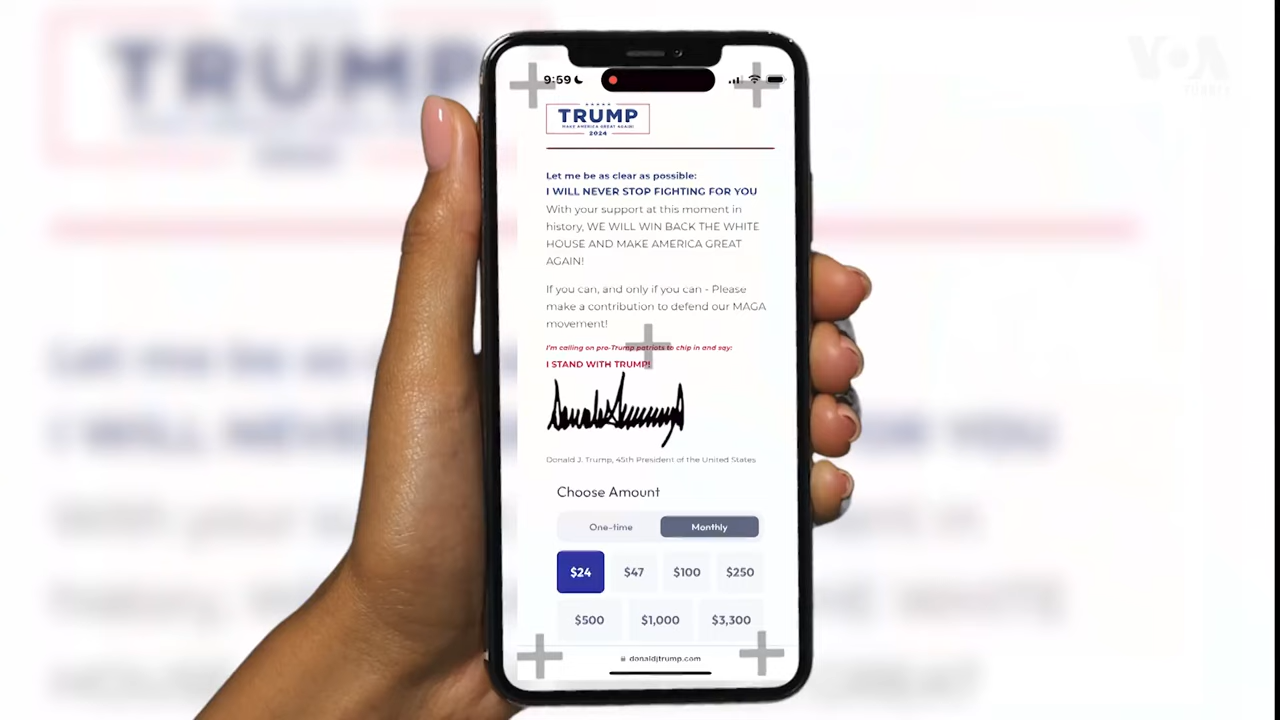 VOA
9:59
TRUMP
MAKE AMERICA GREAT AGAIN!
2024
Let me be as clear as possible:
I WILL NEVER STOP FIGHTING FOR YOU
With your support at this moment in
history, WE WILL WIN BACK THE WHITE
HOUSE AND MAKE AMERICA GREAT
AGAIN!
If you can, and only if you can - Please
make a contribution to defend our MAGA
movement!
I'm calling on pro-Trump patriots to chip in and say:
I STAND WITH TRUMP!
Donald J. Trump, 45th President of the United States
Choose Amount
One-time Monthly
$24 $47 $100 $250
$500 $1,000 $3,300
donaldjtrump.com